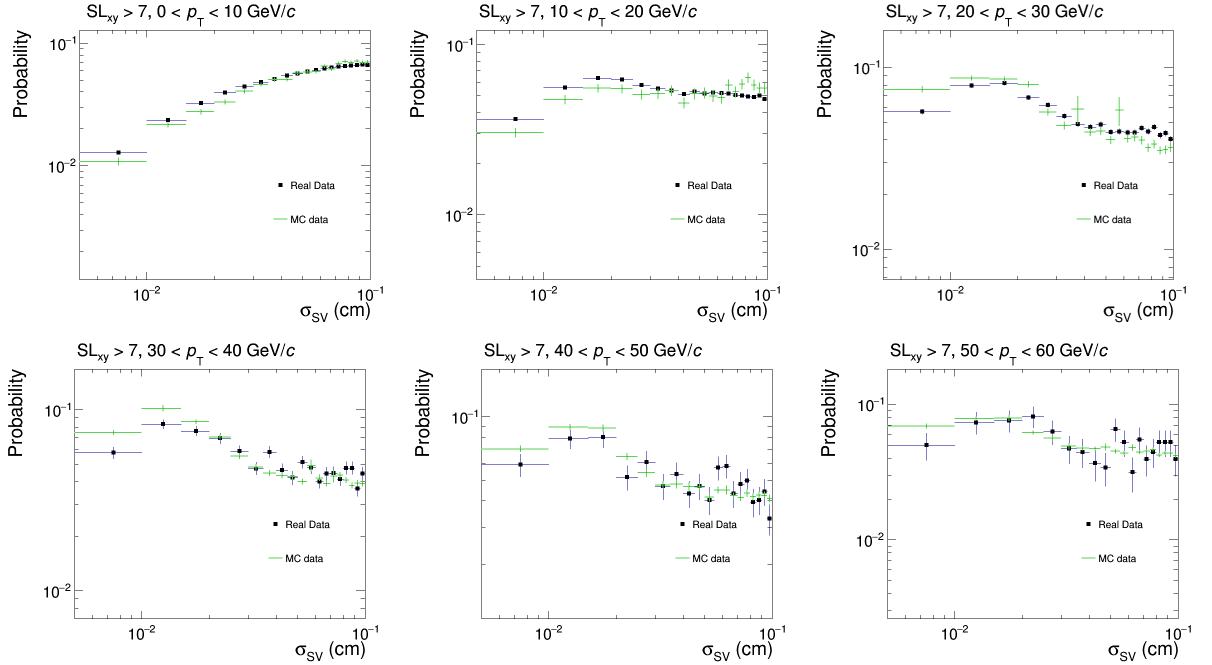 SLxy > 7, 0 < pT < 10 GeV/c
Probability
10−1
10−2
Real Data
MC data
10−2
10−1
σSV (cm)
SLxy > 7, 10 < pT < 20 GeV/c
Probability
10−1
10−2
Real Data
MC data
10−2
10−1
σSV (cm)
SLxy > 7, 20 < pT < 30 GeV/c
Probability
10−1
10−2
Real Data
MC data
10−2
10−1
σSV (cm)
SLxy > 7, 30 < pT < 40 GeV/c
Probability
10−1
10−2
Real Data
MC data
10−2
10−1
σSV (cm)
SLxy > 7, 40 < pT < 50 GeV/c
Probability
10−1
Real Data
MC data
10−2
10−1
σSV (cm)
SLxy > 7, 50 < pT < 60 GeV/c
Probability
10−1
10−2
Real Data
MC data
10−2
10−1
σSV (cm)